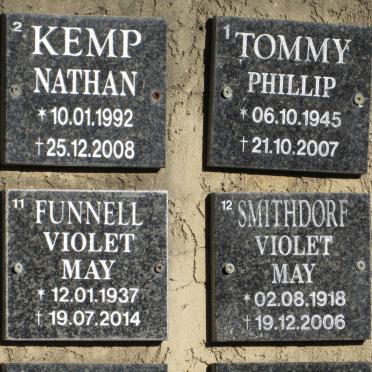 2
KEMP
NATHAN
* 10.01.1992
† 25.12.2008
1
TOMMY
PHILLIP
* 06.10.1945
† 21.10.2007
11
FUNNELL
VIOLET
MAY
* 12.01.1937
† 19.07.2014
12
SMITHDORF
VIOLET
MAY
* 02.08.1918
† 19.12.2006